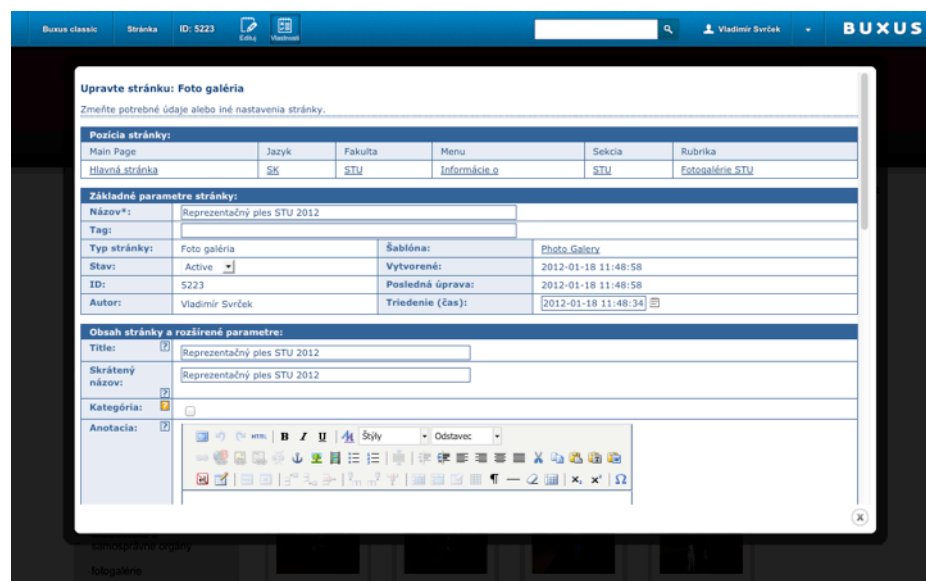 Buxus classic Stránka ID: 5223 Edituj Vlastnosti Vladimír Svrček BUXUS
Upravte stránku: Foto galéria
Zmeňte potrebné údaje alebo iné nastavenia stránky.
Pozícia stránky:
Main Page Jazyk Fakulta Menu Sekcia Rubrika
Hlavná stránka SK STU Informácie o STU Fotogalérie STU
Základné parametre stránky:
Názov*: Reprezentačný ples STU 2012
Tag:
Typ stránky: Foto galéria Šablóna: Photo Galery
Stav: Active Vytvorené: 2012-01-18 11:48:58
ID: 5223 Posledná úprava: 2012-01-18 11:48:58
Autor: Vladimír Svrček Triedenie (čas): 2012-01-18 11:48:34
Obsah stránky a rozšírené parametre:
Title: ? Reprezentačný ples STU 2012
Skrátený
názov: ? Reprezentačný ples STU 2012
Kategória: ?
Anotacia: ?
HTML B I U Štýly Odstavec
samosprávne orgány
fotogalérie